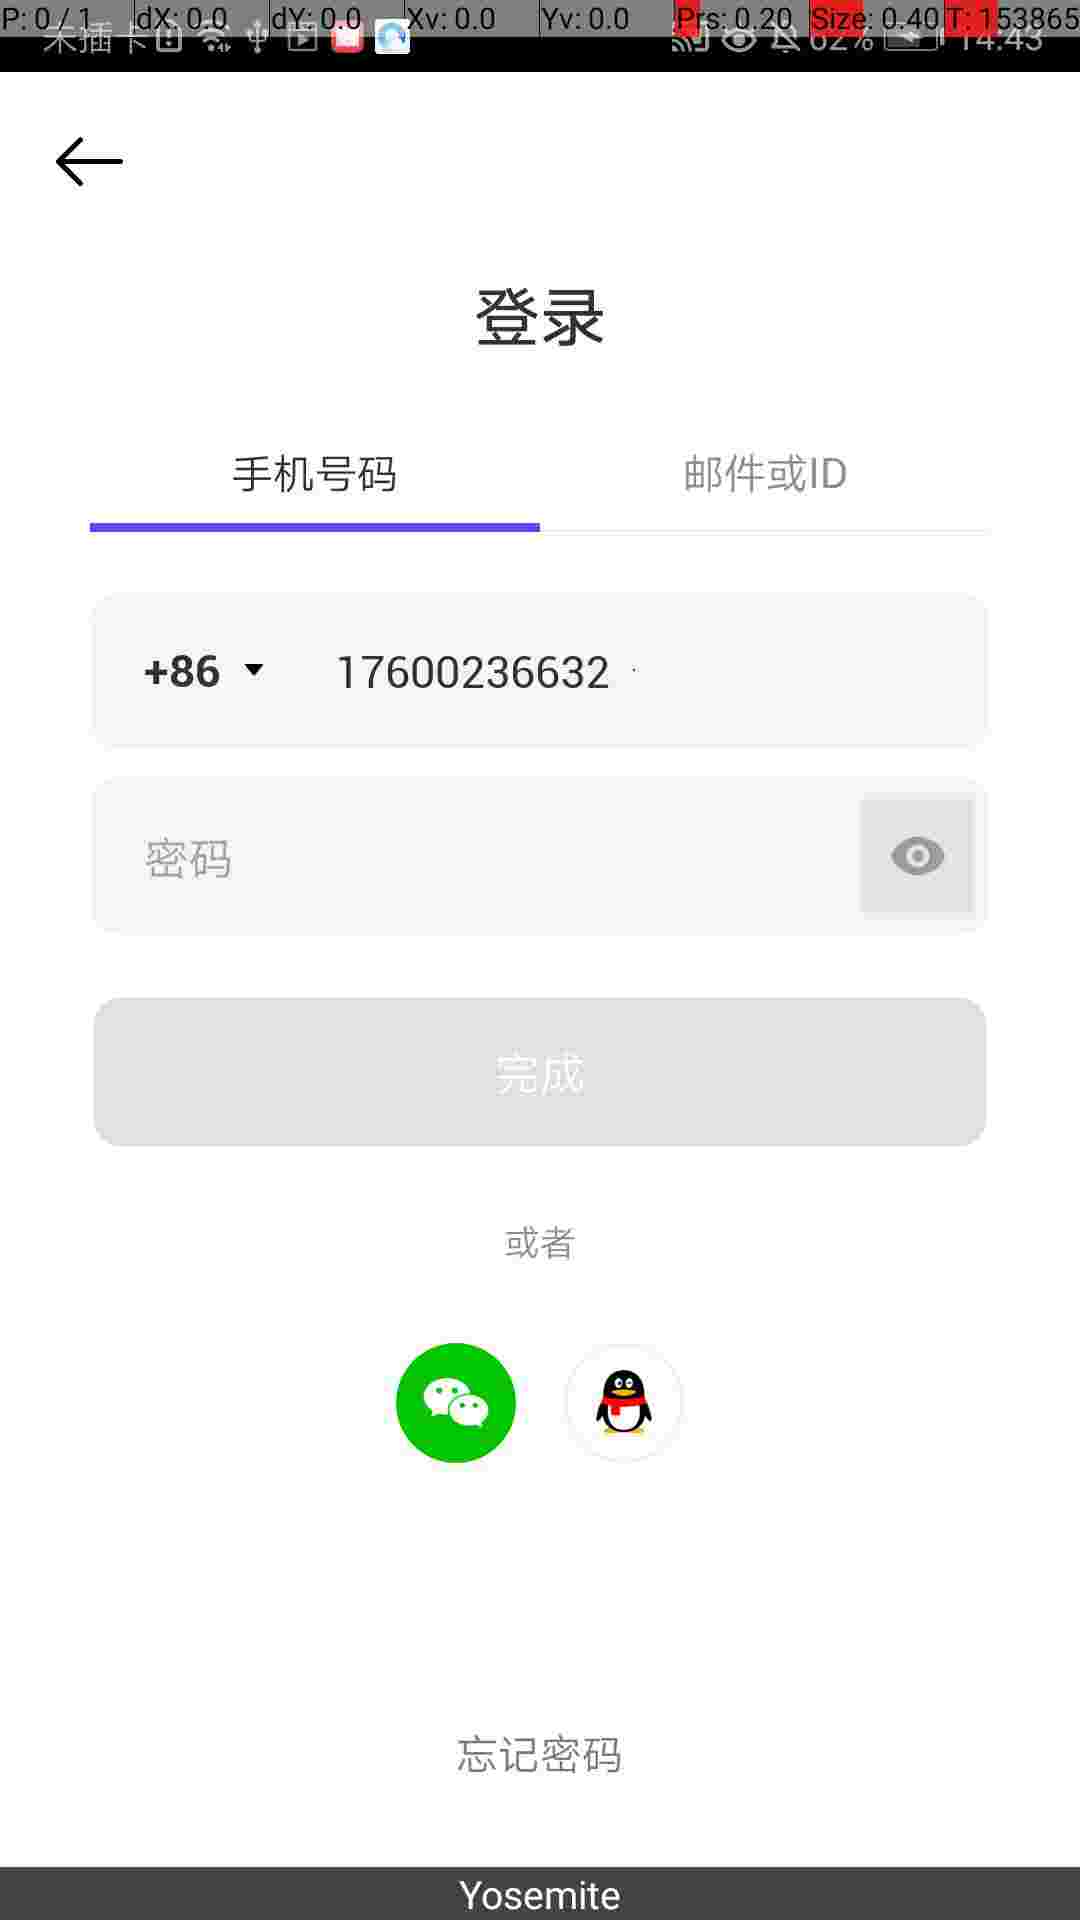 P: 0 / 1 dX: 0.0 dY: 0.0 Xv: 0.0 Yv: 0.0 Prs: 0.20 Size: 0.40 T: 153865
未插卡 62% 14:43
登录
手机号码 邮件或ID
+86 17600236632
密码
完成
或者
忘记密码
Yosemite